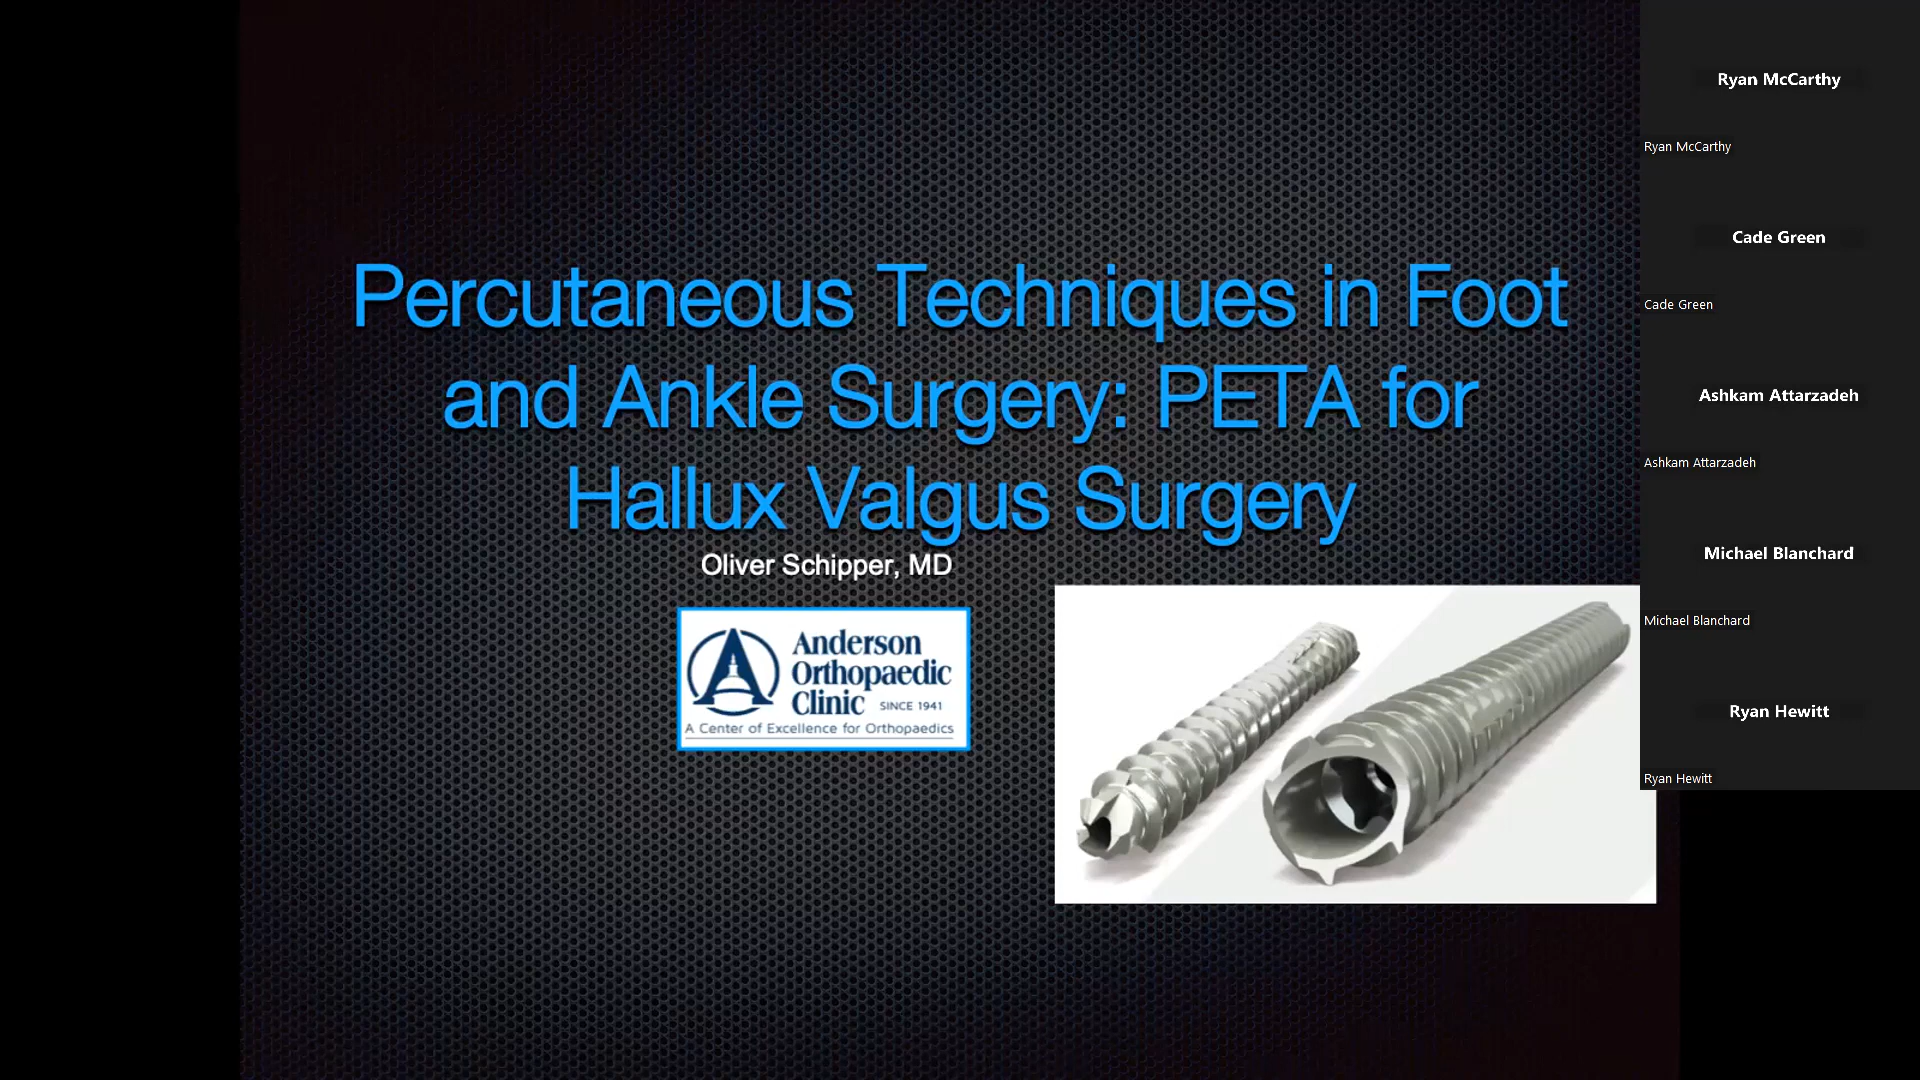 Percutaneous Techniques in Foot
and Ankle Surgery: PETA for
Hallux Valgus Surgery
Oliver Schipper, MD
Anderson
Orthopaedic
Clinic SINCE 1941
A Center of Excellence for Orthopaedics
Ryan McCarthy
Ryan McCarthy
Cade Green
Cade Green
Ashkam Attarzadeh
Ashkam Attarzadeh
Michael Blanchard
Michael Blanchard
Ryan Hewitt
Ryan Hewitt